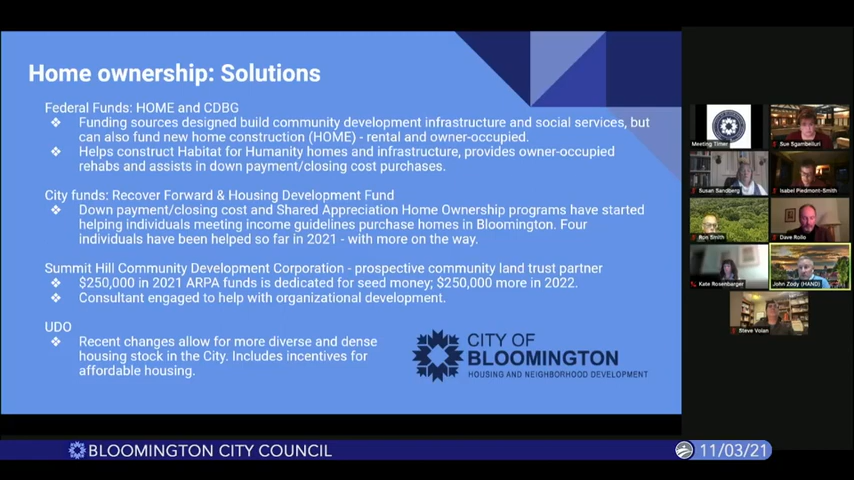 Home ownership: Solutions
Federal Funds: HOME and CDBG
❖ Funding sources designed build community development infrastructure and social services, but
can also fund new home construction (HOME) - rental and owner-occupied.
❖ Helps construct Habitat for Humanity homes and infrastructure, provides owner-occupied
rehabs and assists in down payment/closing cost purchases.
City funds: Recover Forward & Housing Development Fund
❖ Down payment/closing cost and Shared Appreciation Home Ownership programs have started
helping individuals meeting income guidelines purchase homes in Bloomington. Four
individuals have been helped so far in 2021 - with more on the way.
Summit Hill Community Development Corporation - prospective community land trust partner
❖ $250,000 in 2021 ARPA funds is dedicated for seed money; $250,000 more in 2022.
❖ Consultant engaged to help with organizational development.
UDO
❖ Recent changes allow for more diverse and dense
housing stock in the City. Includes incentives for
affordable housing.
CITY OF
BLOOMINGTON
HOUSING AND NEIGHBORHOOD DEVELOPMENT
Meeting Timer
Sue Sgambelluri
Susan Sandberg
Isabel Piedmont-Smith
Ron Smith
Dave Rollo
Kate Rosenbarger
John Zody (HAND)
Steve Volan
BLOOMINGTON CITY COUNCIL
11/03/21